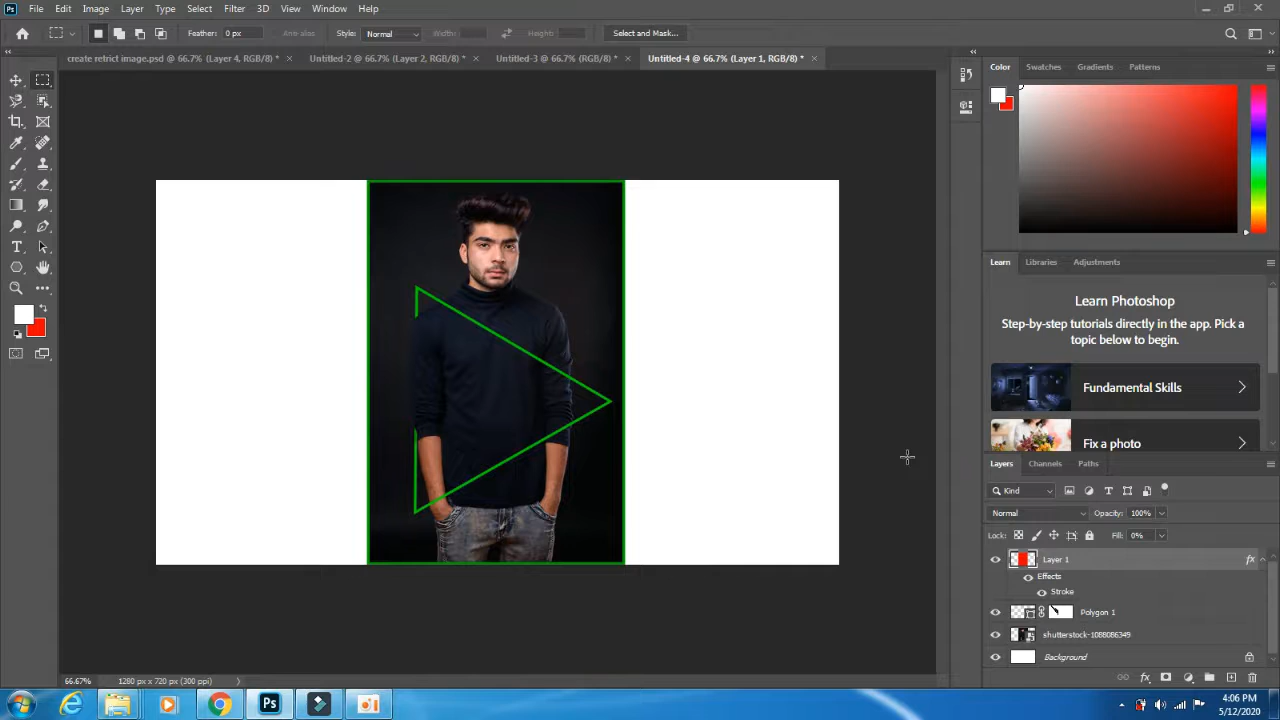 Ps File Edit Image Layer Type Select Filter 3D View Window Help
Feather: 0 px Anti-alias Style: Normal Width: Height: Select and Mask...
create retrict image.psd @ 66.7% (Layer 4, RGB/8) * Untitled-2 @ 66.7% (Layer 2, RGB/8) * Untitled-3 @ 66.7% (RGB/8) * Untitled-4 @ 66.7% (Layer 1, RGB/8) *
Color Swatches Gradients Patterns
Learn Libraries Adjustments
Learn Photoshop
Step-by-step tutorials directly in the app. Pick a
topic below to begin.
Fundamental Skills
Fix a photo
Layers Channels Paths
Kind
Normal Opacity: 100%
Lock: Fill: 0%
Layer 1 fx
Effects
Stroke
Polygon 1
shutterstock-1088086349
Background
fx
66.67% 1280 px x 720 px (300 ppi)
Ps
4:06 PM
5/12/2020